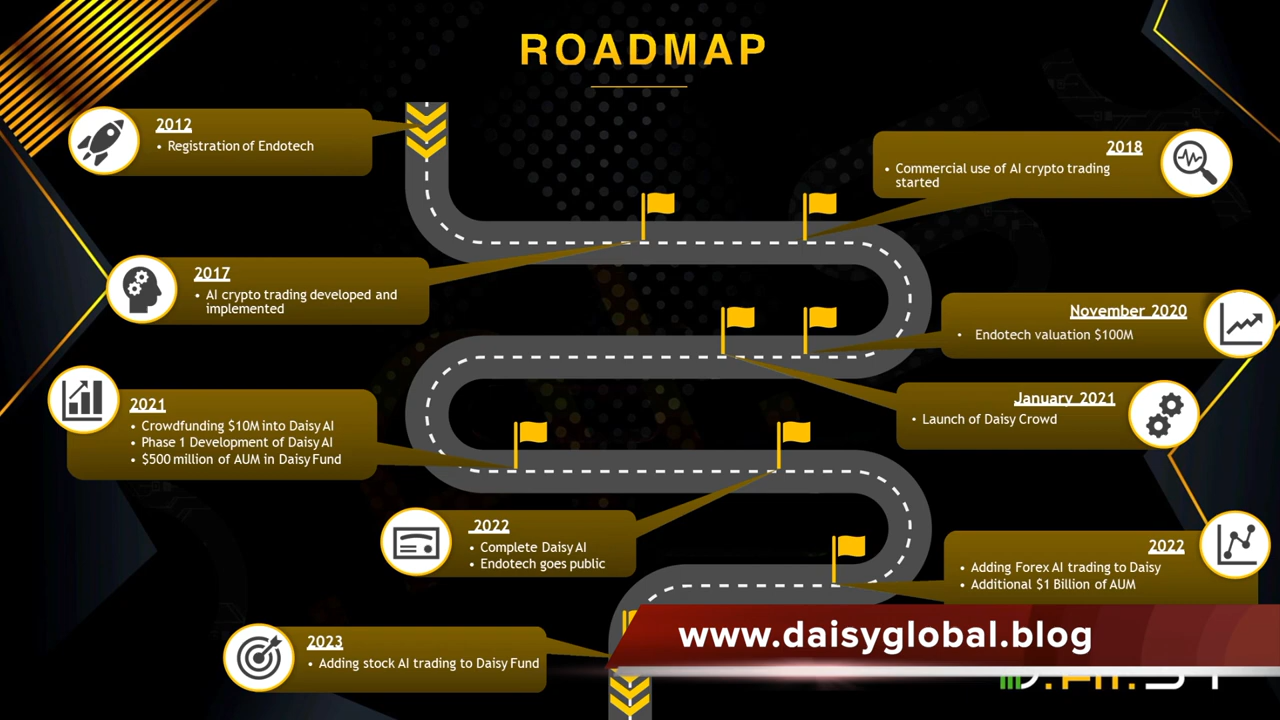 ROADMAP
2012
• Registration of Endotech
2018
• Commercial use of AI crypto trading
started
2017
• AI crypto trading developed and
implemented
November 2020
• Endotech valuation $100M
January 2021
• Launch of Daisy Crowd
2021
• Crowdfunding $10M into Daisy AI
• Phase 1 Development of Daisy AI
• $500 million of AUM in Daisy Fund
2022
• Complete Daisy AI
• Endotech goes public
2022
• Adding Forex AI trading to Daisy
• Additional $1 Billion of AUM
www.daisyglobal.blog
2023
• Adding stock AI trading to Daisy Fund